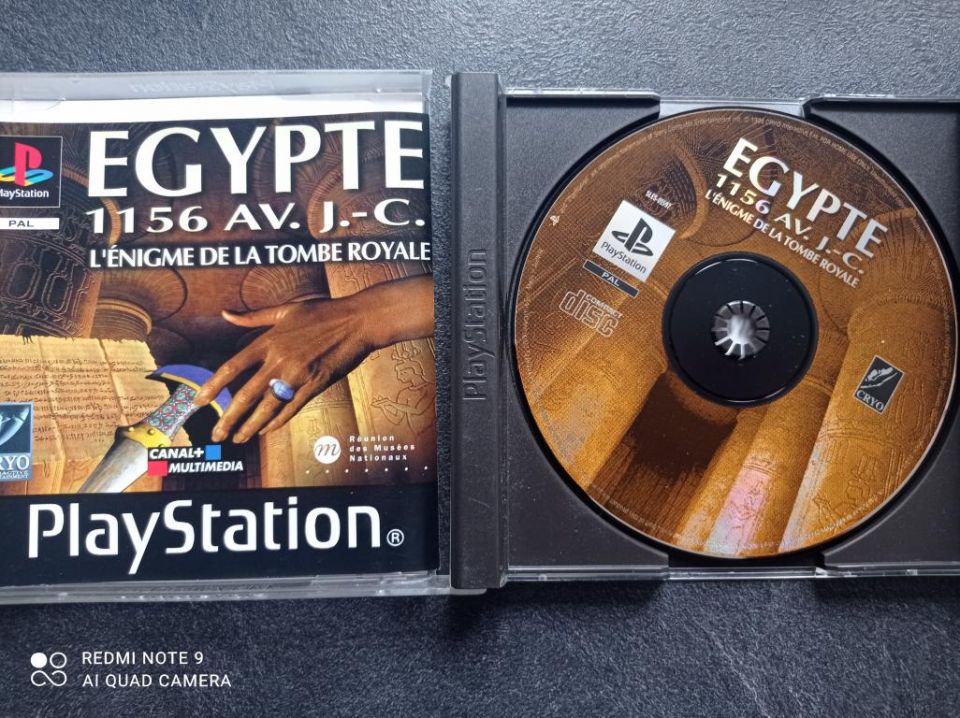 PlayStation
PAL
EGYPTE
1156 AV. J.-C.
L'ÉNIGME DE LA TOMBE ROYALE
CANAL+
MULTIMEDIA
m
Réunion
des Musées
Nationaux
PlayStation®
PlayStation
EGYPTE
1156 AV. J.-C.
L'ÉNIGME DE LA TOMBE ROYALE
PlayStation
PAL
COMPACT
disc
CRYO
REDMI NOTE 9
AI QUAD CAMERA